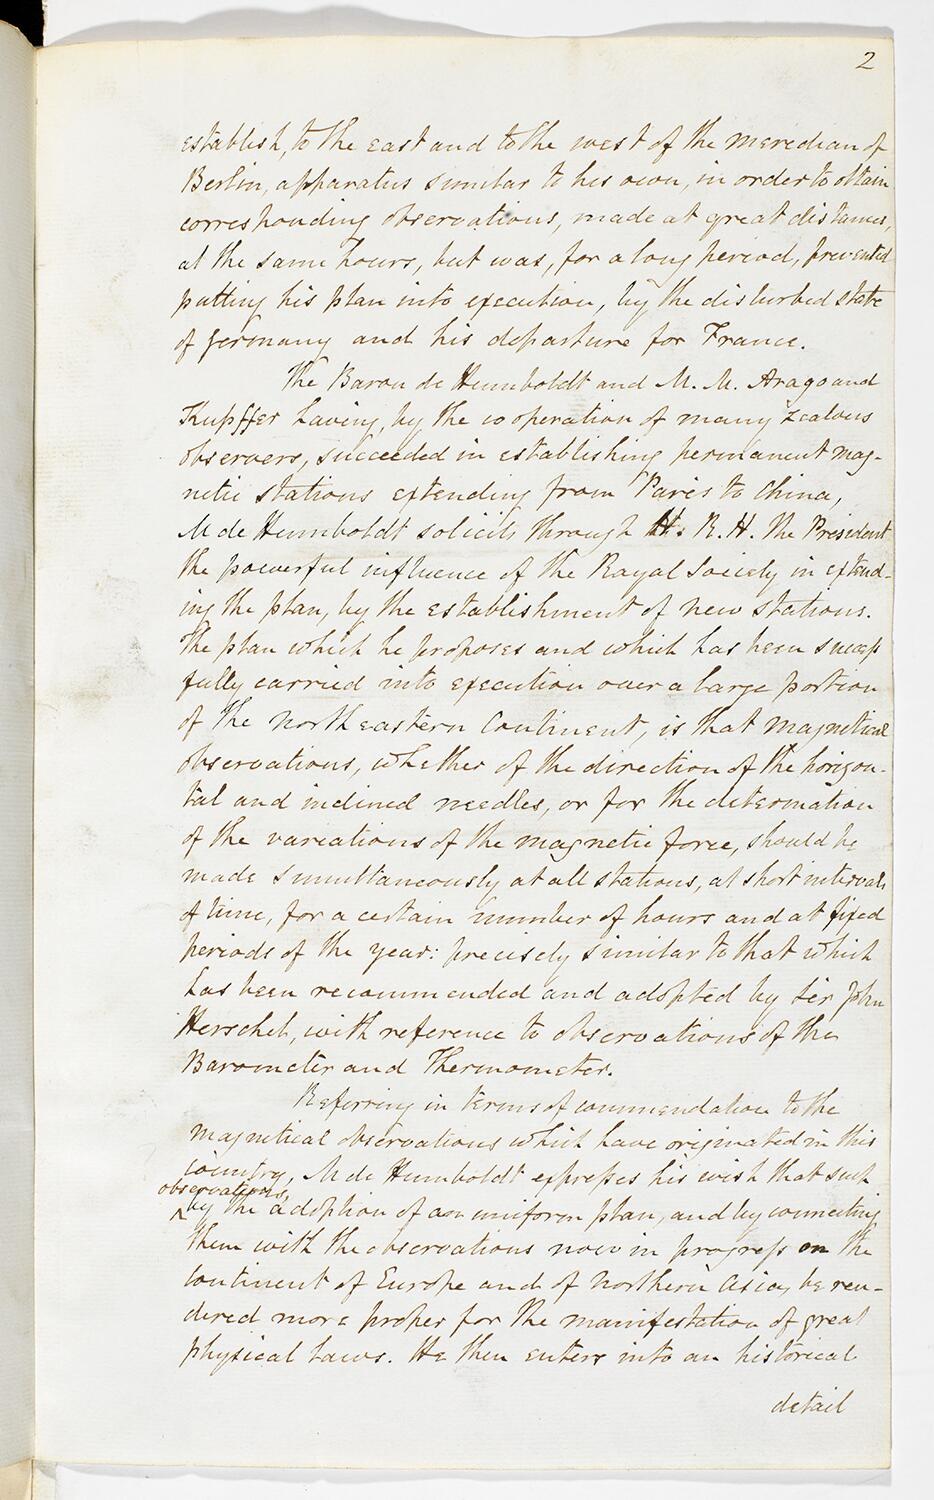 2
establish, to the east and to the west of the meridian of
Berlin, apparatus similar to his own, in order to obtain
corresponding observations, made at great distances,
at the same hours, but was, for a long period, prevented
putting his plan into execution, by the disturbed state
of Germany and his departure for France.
The Baron de Humboldt and M. M. Arago and
Kupffer having, by the cooperation of many zealous
observers, succeeded in establishing permanent mag-
netic stations extending from Paris to China,
M de Humboldt solicits through H. R. H. the President
the powerful influence of the Royal Society in extend-
ing the plan, by the establishment of new stations.
The plan which he proposes and which has been success
fully carried into execution over a large portion
of the north eastern Continent, is that magnetical
observations, whether of the direction of the horizon-
tal and inclined needles, or for the determination
of the variations of the magnetic force, should be
made simultaneously at all stations, at short intervals
of time, for a certain number of hours and at fixed
periods of the year: precisely similar to that which
has been recommended and adopted by Sir John
Herschel, with reference to observations of the
Barometer and Thermometer.
Referring in terms of commendation to the
magnetical observations which have originated in this
country, M de Humboldt expresses his wish that such
observations,
by the adoption of an uniform plan, and by connecting
them with the observations now in progress on the
Continent of Europe and of Northern Asia, be ren-
dered more proper for the manifestation of great
physical laws. He then enters into an historical
detail